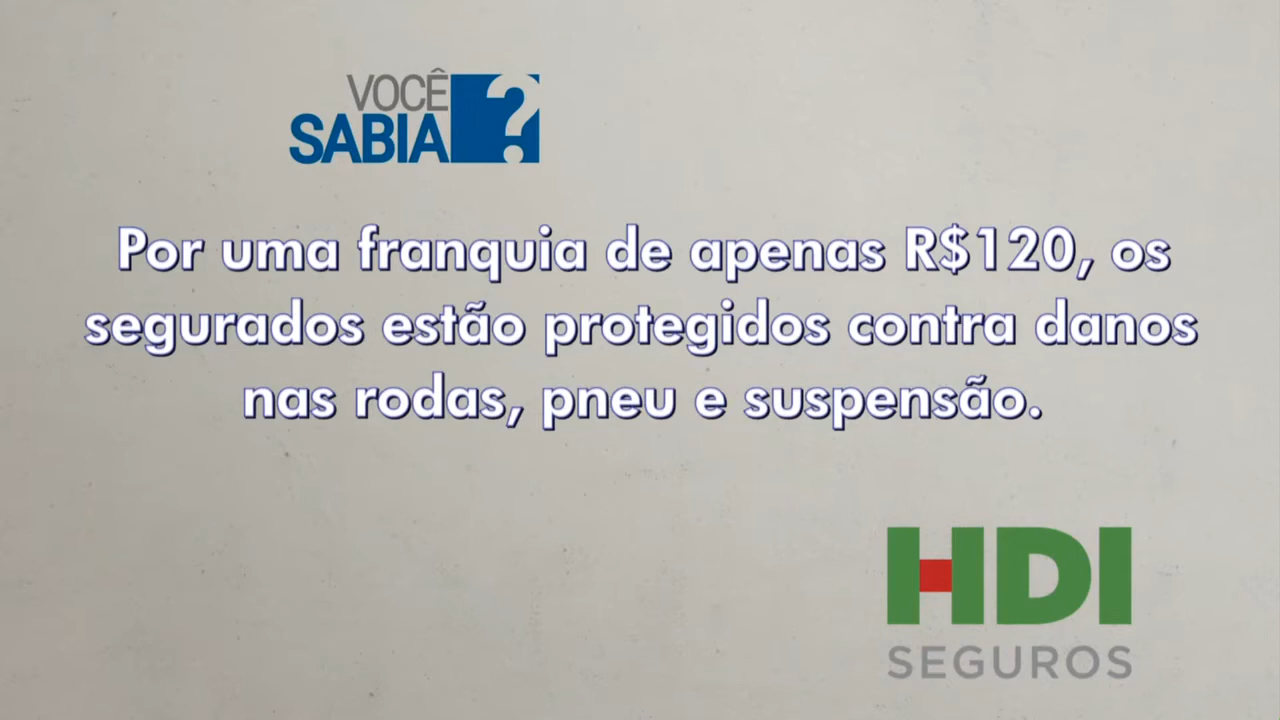 VOCÊ
SABIA?
Por uma franquia de apenas R$120, os
segurados estão protegidos contra danos
nas rodas, pneu e suspensão.
HDI
SEGUROS